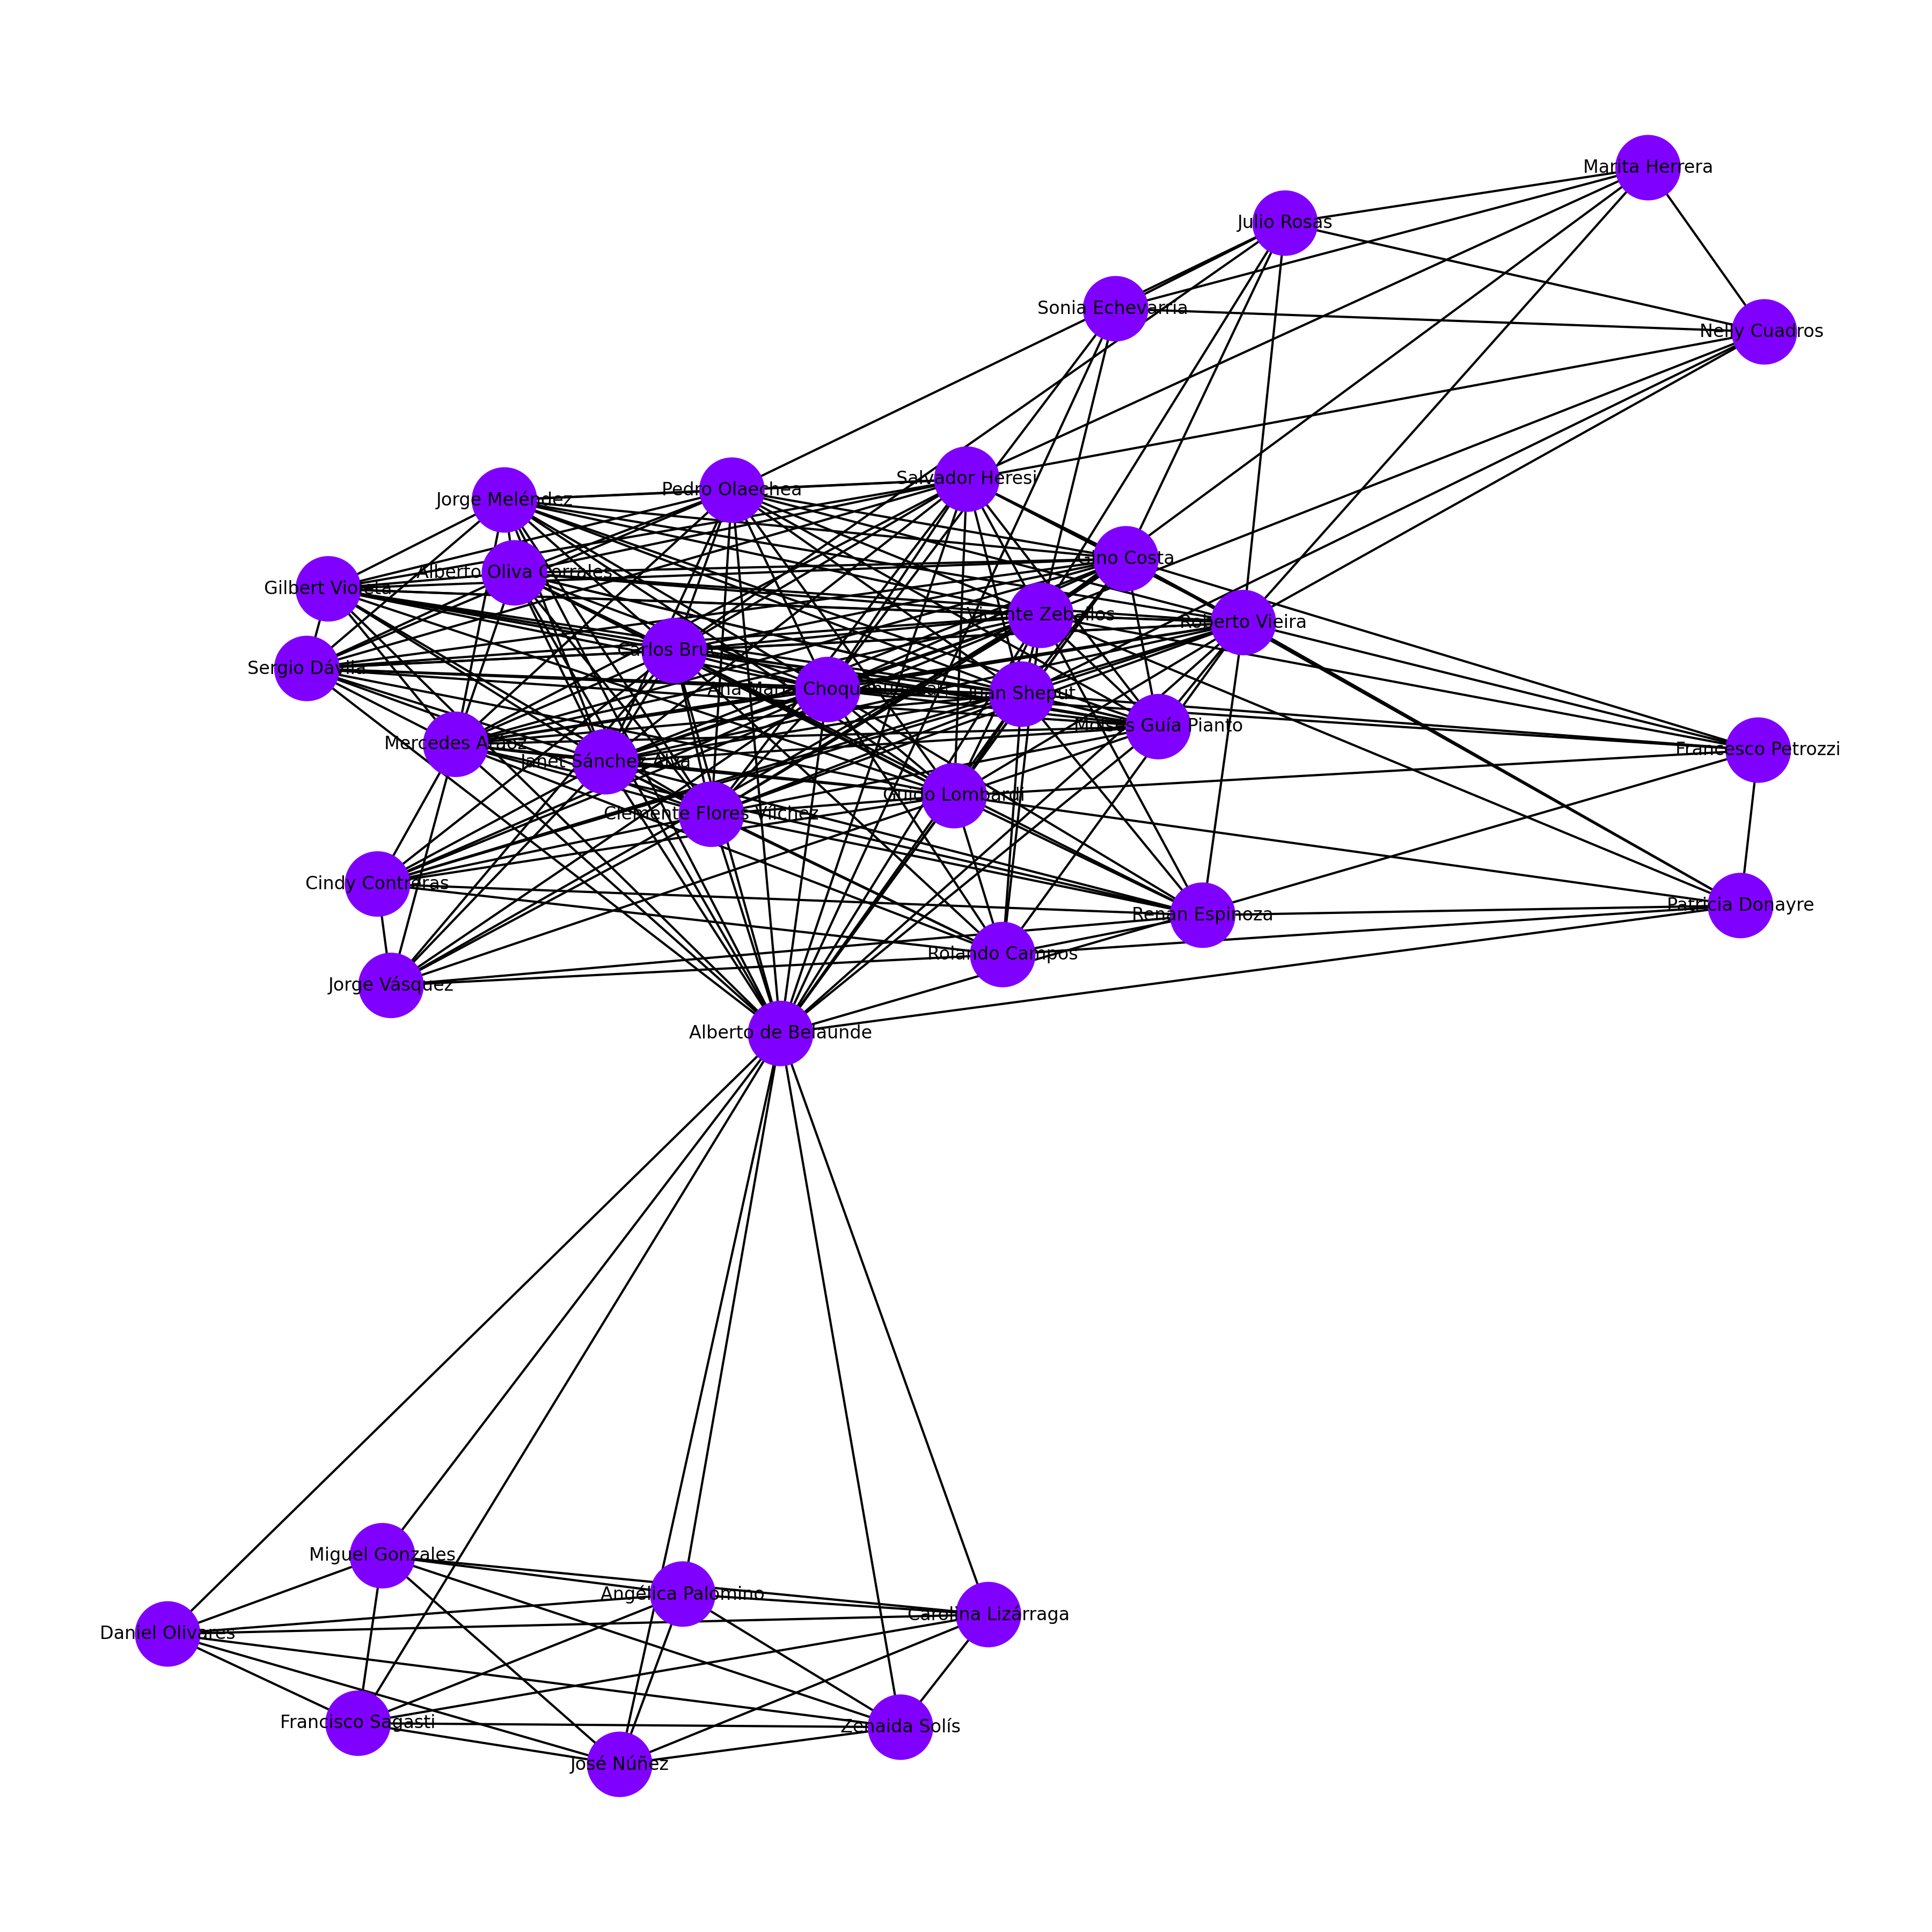 Marita Herrera
Julio Rosas
Sonia Echevarría
Nelly Cuadros
Salvador Heresi
Pedro Olaechea
Jorge Meléndez
Gino Costa
Alberto Oliva Corrales
Gilbert Violeta
Vicente Zeballos
Roberto Vieira
Carlos Bruce
Sergio Dávila
Ana María Choquehuanca
Juan Sheput
Moisés Guía Pianto
Mercedes Aráoz
Francesco Petrozzi
Janet Sánchez Alva
Guido Lombardi
Clemente Flores Vílchez
Cindy Contreras
Patricia Donayre
Renán Espinoza
Rolando Campos
Jorge Vásquez
Alberto de Belaunde
Miguel Gonzales
Angélica Palomino
Carolina Lizárraga
Daniel Olivares
Francisco Sagasti
Zenaida Solís
José Núñez